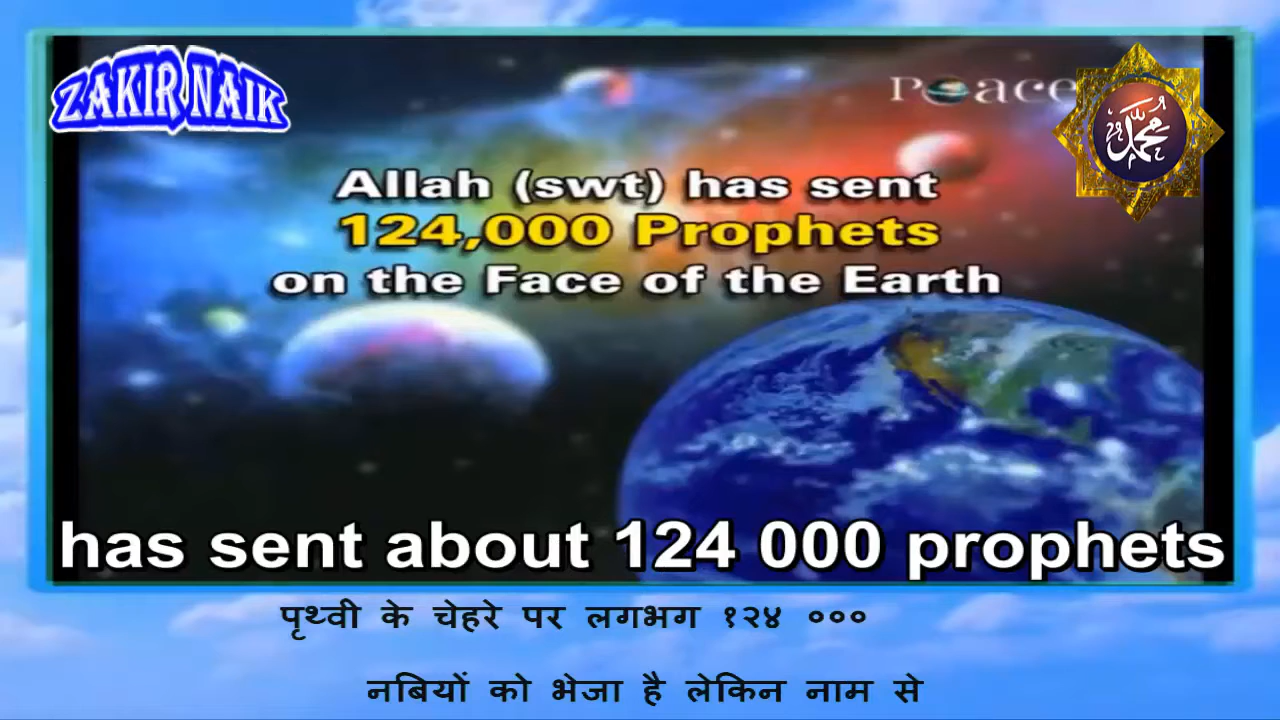 ZAKIR NAIK
Peace
محمد
Allah (swt) has sent
124,000 Prophets
on the Face of the Earth
has sent about 124 000 prophets
पृथ्वी के चेहरे पर लगभग १२४ ०००
नबियों को भेजा है लेकिन नाम से